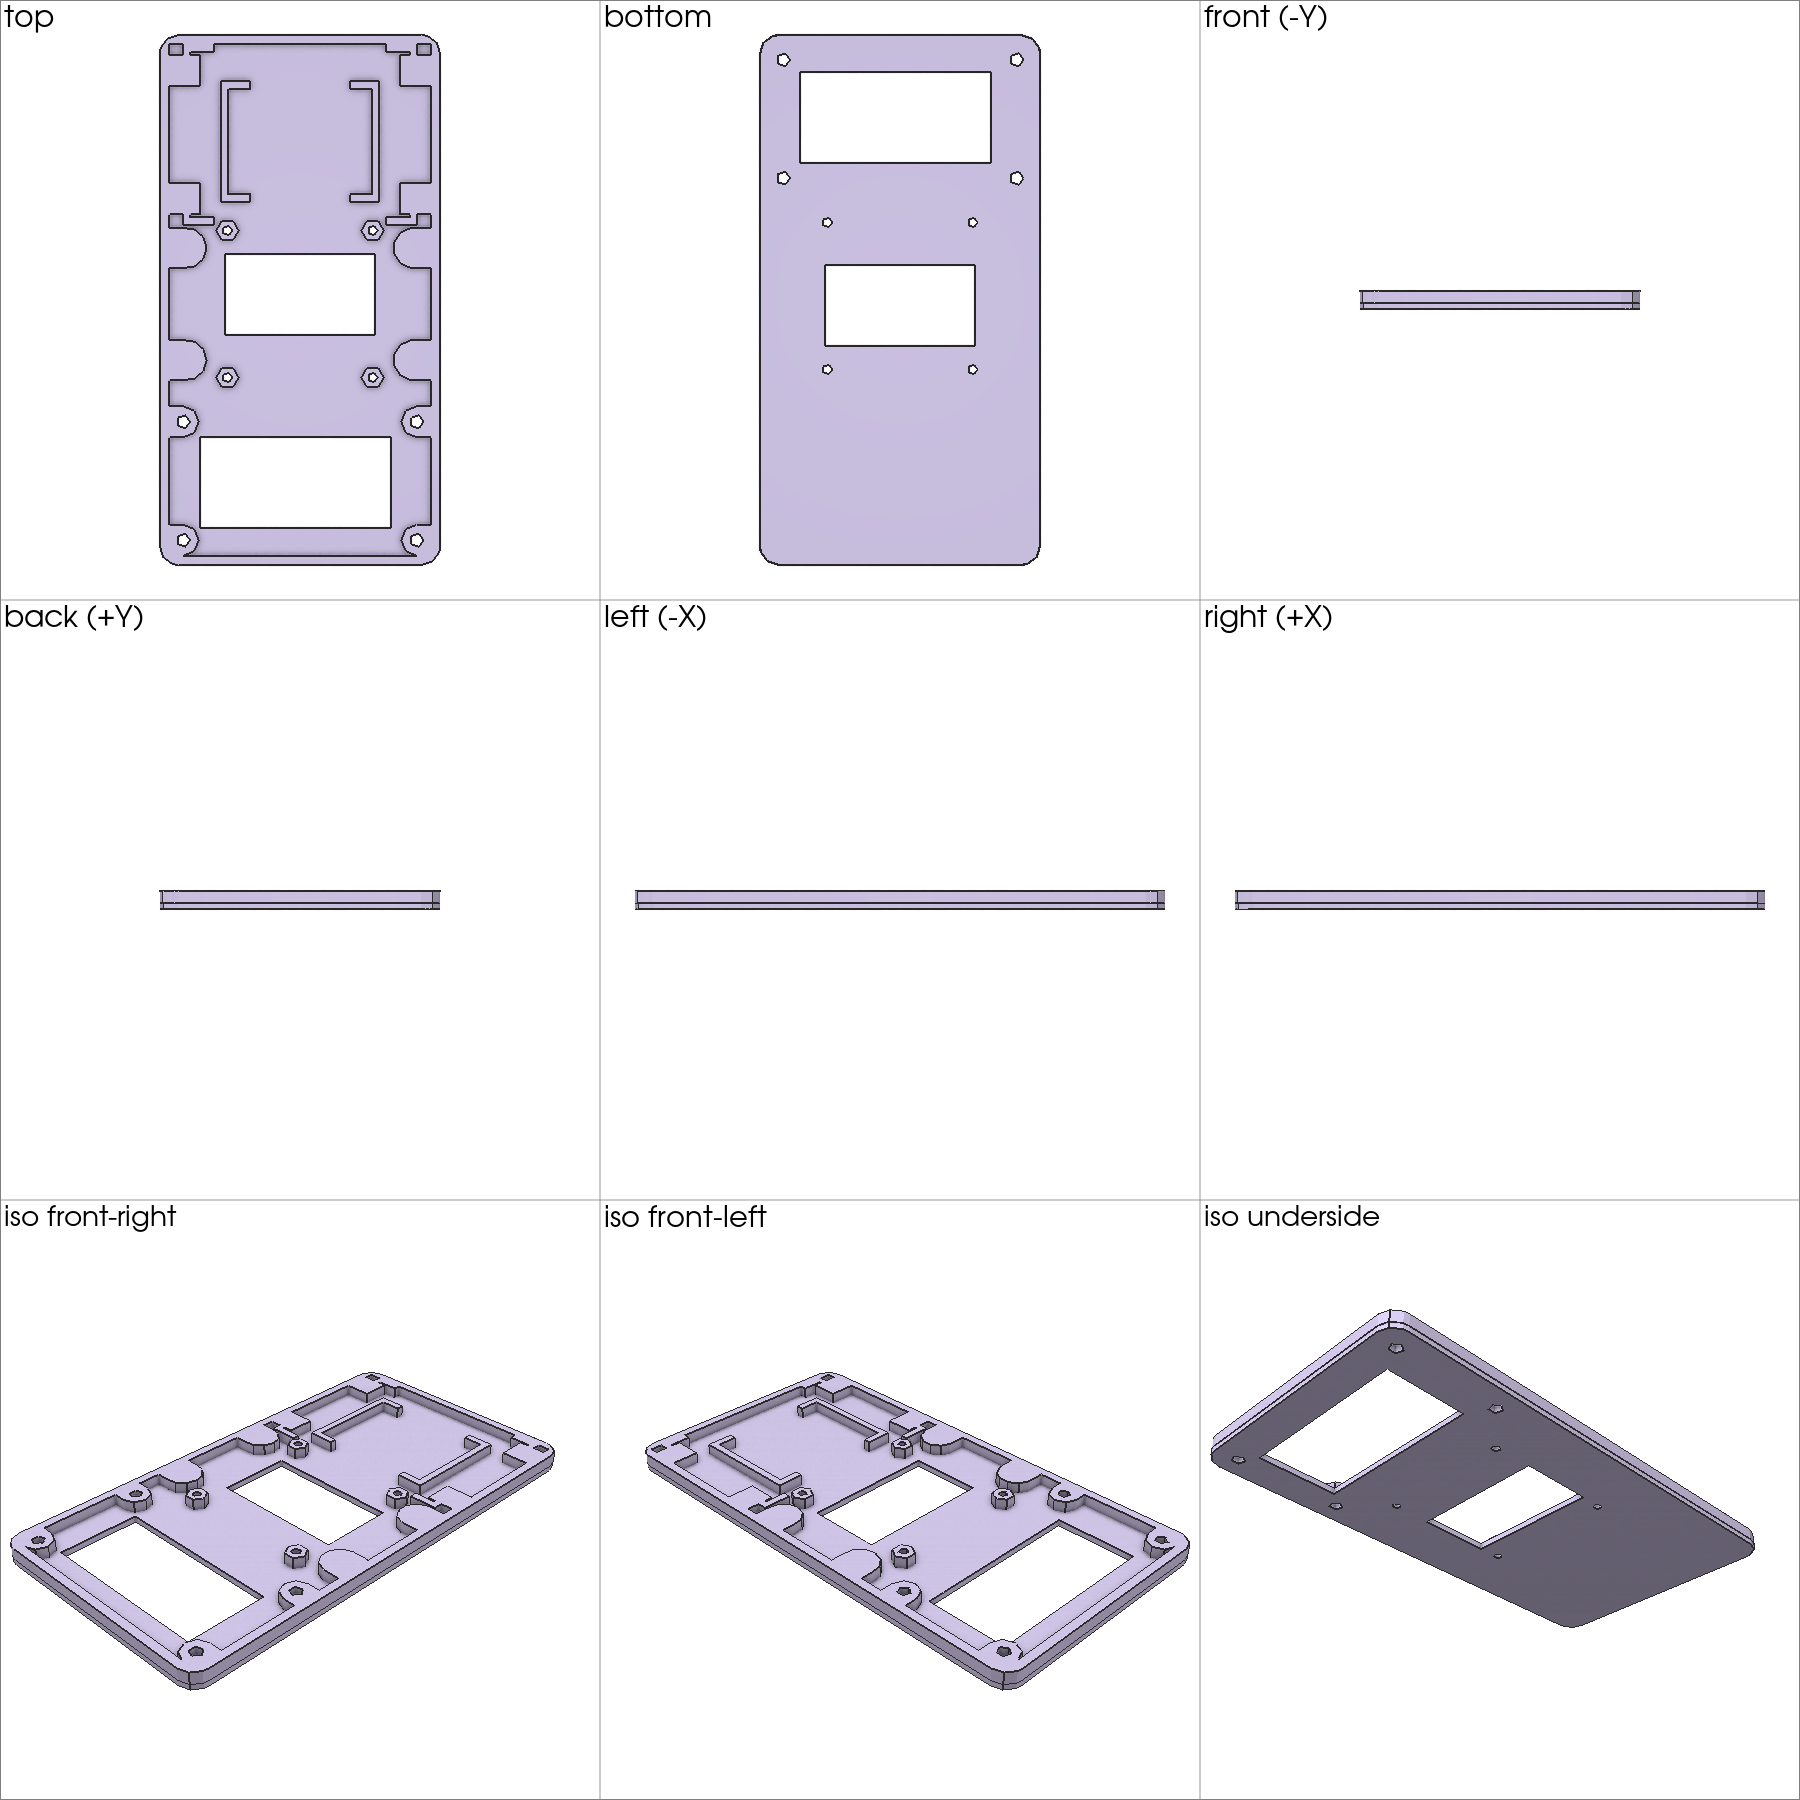 top
bottom
front (-Y)
back (+Y)
left (-X)
right (+X)
iso front-right
iso front-left
iso underside